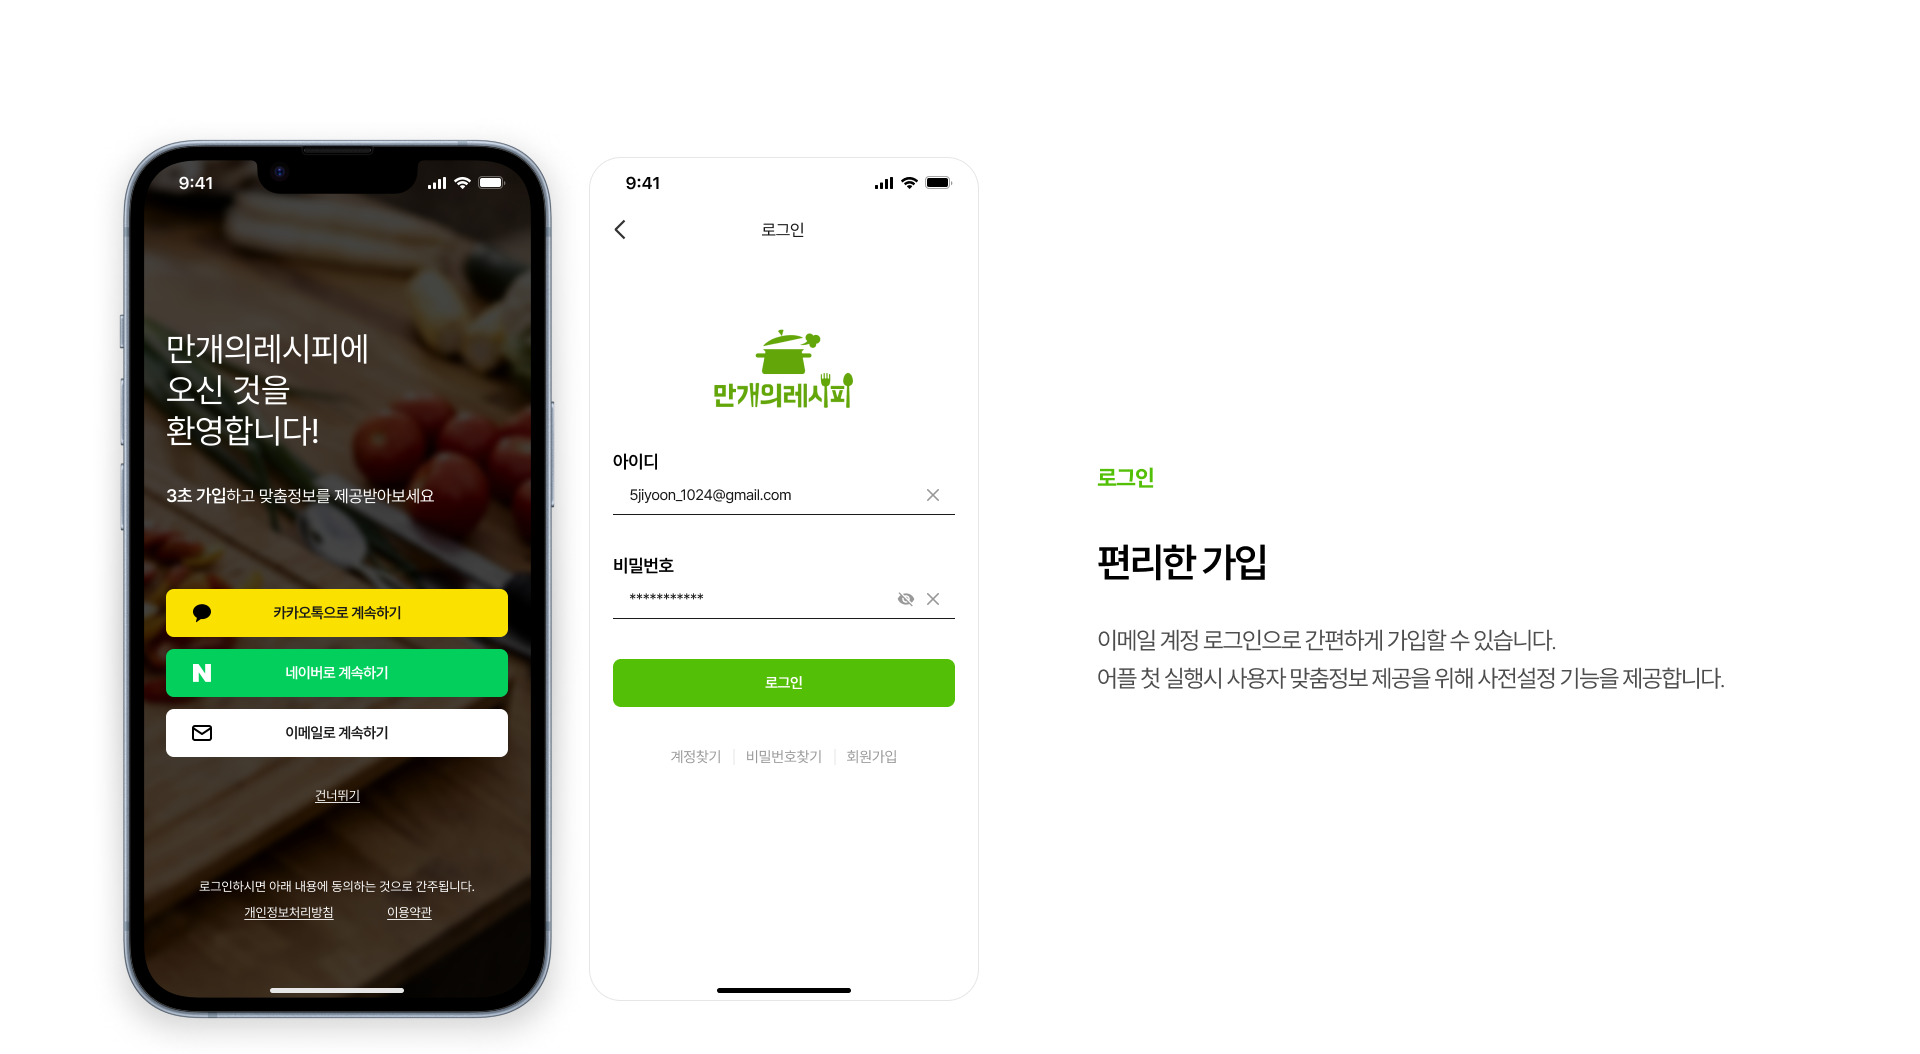 9:41
만개의레시피에
오신 것을
환영합니다!
3초 가입하고 맞춤정보를 제공받아보세요
카카오톡으로 계속하기
N 네이버로 계속하기
이메일로 계속하기
건너뛰기
로그인하시면 아래 내용에 동의하는 것으로 간주됩니다.
개인정보처리방침 이용약관
9:41
로그인
만개의레시피
아이디
5jiyoon_1024@gmail.com
비밀번호
***********
로그인
계정찾기 | 비밀번호찾기 | 회원가입
로그인
편리한 가입
이메일 계정 로그인으로 간편하게 가입할 수 있습니다.
어플 첫 실행시 사용자 맞춤정보 제공을 위해 사전설정 기능을 제공합니다.